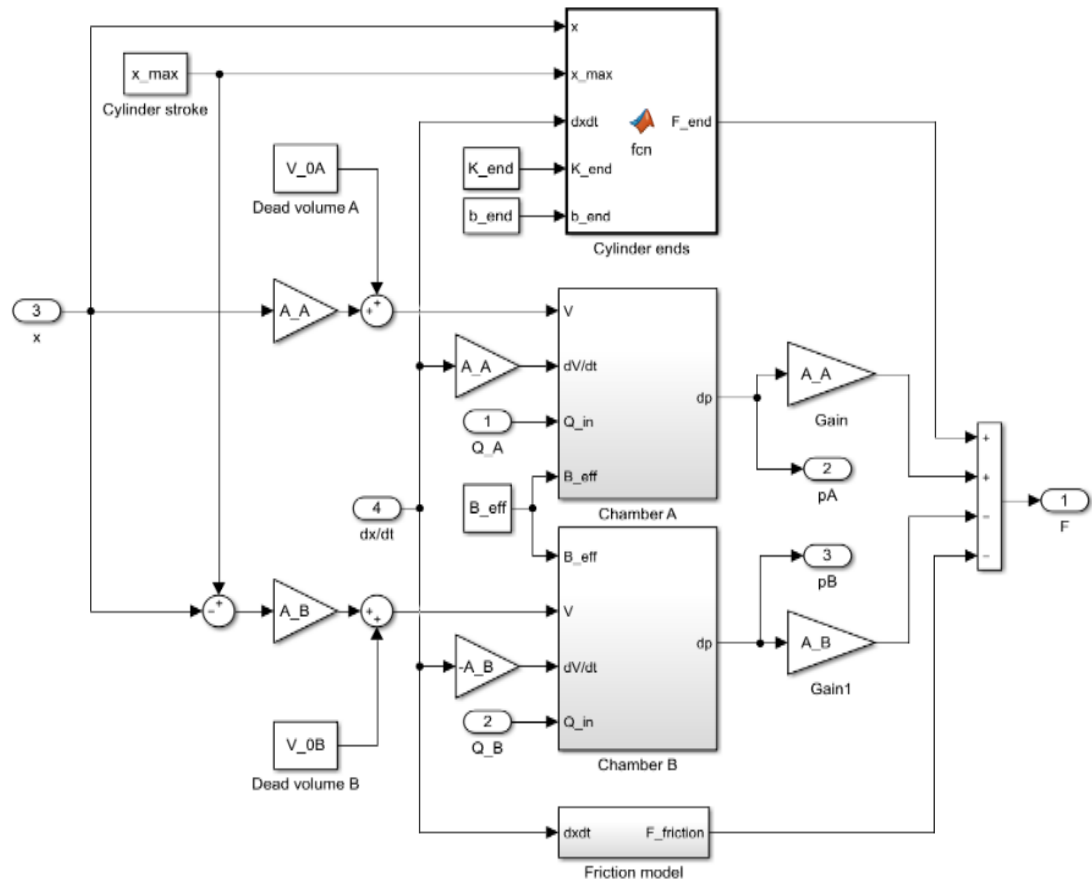 x
x_max
x_max
Cylinder stroke
dxdt
F_end
fcn
V_0A
K_end
K_end
Dead volume A
b_end
b_end
Cylinder ends
3
x
A_A
+
+
V
A_A
dV/dt
A_A
dp
Gain
1
Q_in
Q_A
+
2
pA
+
B_eff
B_eff
4
dx/dt
Chamber A
1
F
−
B_eff
3
pB
−
−
+
A_B
+
+
V
A_B
dp
Gain1
-A_B
dV/dt
2
Q_in
Q_B
V_0B
Dead volume B
Chamber B
dxdt
F_friction
Friction model